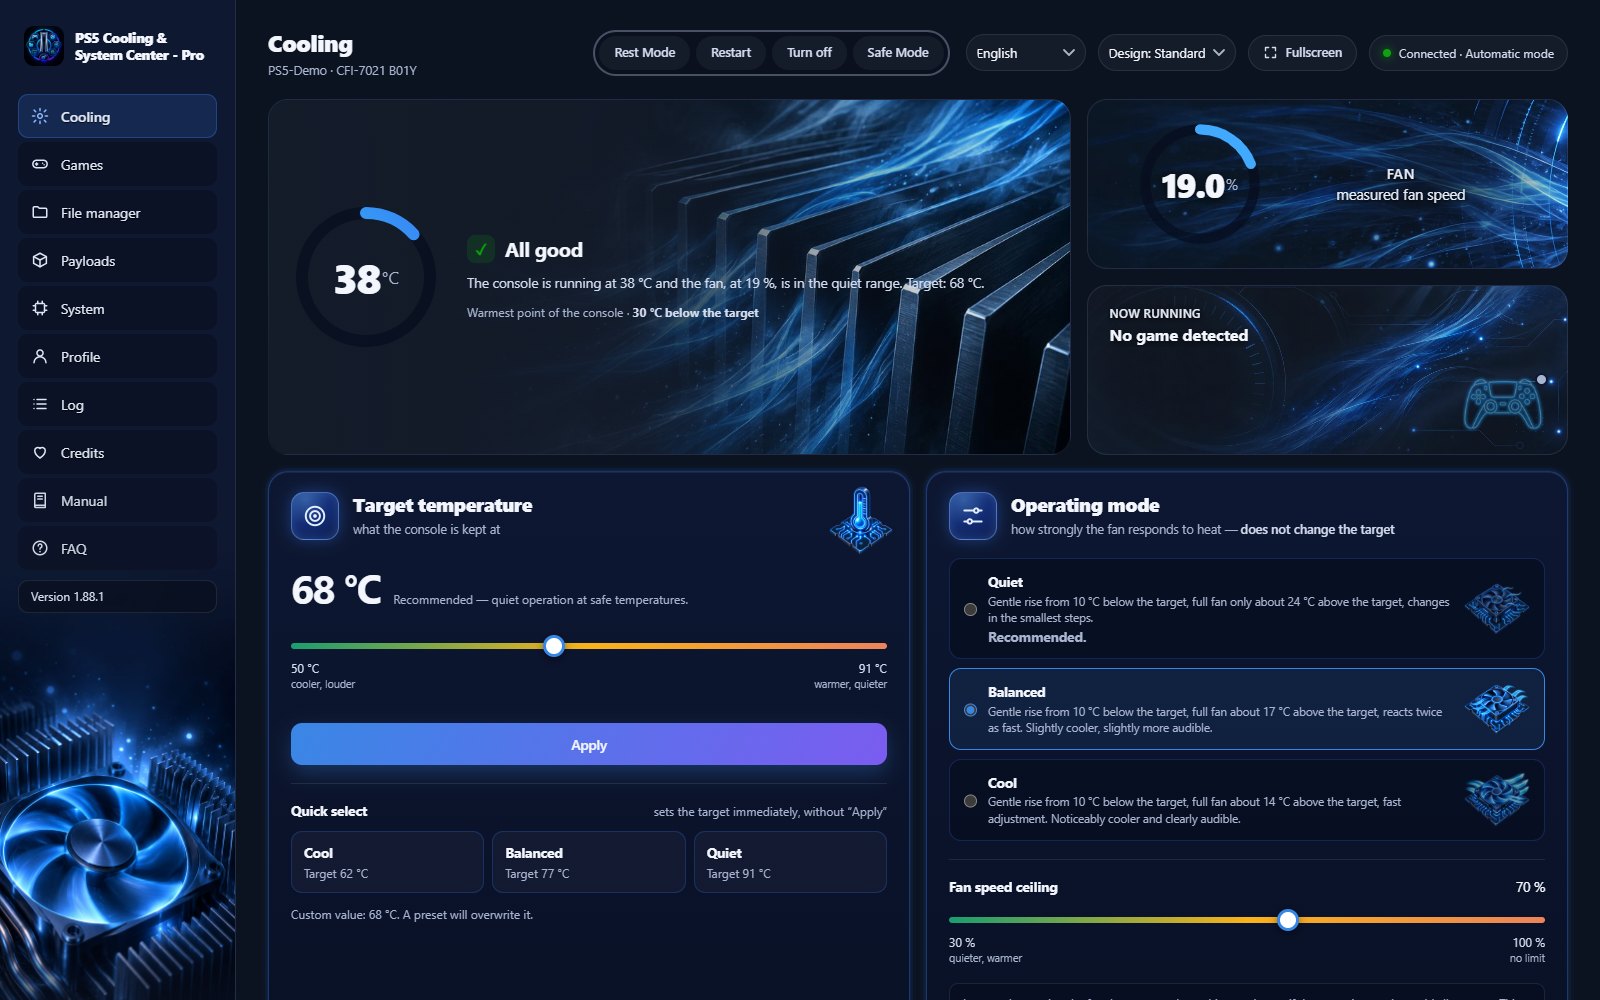 PS5 Cooling &
System Center - Pro
Cooling
Games
File manager
Payloads
System
Profile
Log
Credits
Manual
FAQ
Version 1.88.1
Cooling
PS5-Demo · CFI-7021 B01Y
Rest Mode
Restart
Turn off
Safe Mode
English
Design: Standard
Fullscreen
Connected · Automatic mode
38 °C
✓ All good
The console is running at 38 °C and the fan, at 19 %, is in the quiet range. Target: 68 °C.
Warmest point of the console · 30 °C below the target
19.0 %
FAN
measured fan speed
NOW RUNNING
No game detected
Target temperature
what the console is kept at
68 °C Recommended — quiet operation at safe temperatures.
50 °C 91 °C
cooler, louder warmer, quieter
Apply
Quick select sets the target immediately, without “Apply”
Cool
Target 62 °C
Balanced
Target 77 °C
Quiet
Target 91 °C
Custom value: 68 °C. A preset will overwrite it.
Operating mode
how strongly the fan responds to heat — does not change the target
Quiet
Gentle rise from 10 °C below the target, full fan only about 24 °C above the target, changes
in the smallest steps.
Recommended.
Balanced
Gentle rise from 10 °C below the target, full fan about 17 °C above the target, reacts twice
as fast. Slightly cooler, slightly more audible.
Cool
Gentle rise from 10 °C below the target, full fan about 14 °C above the target, fast
adjustment. Noticeably cooler and clearly audible.
Fan speed ceiling 70 %
30 % 100 %
quieter, warmer no limit